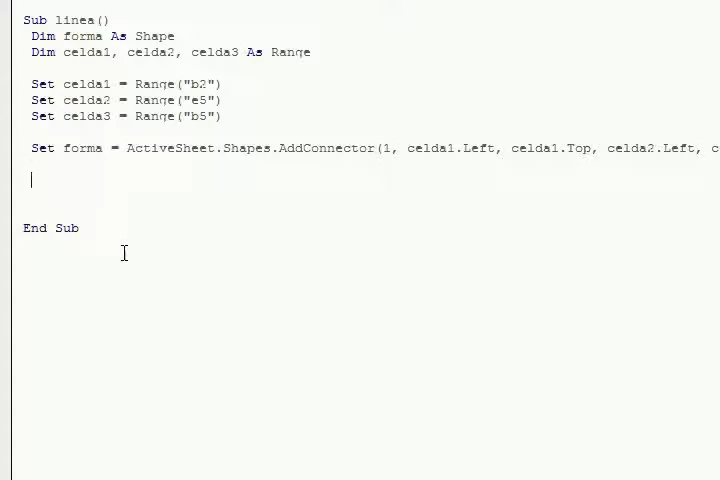 Sub linea()
Dim forma As Shape
Dim celda1, celda2, celda3 As Range
Set celda1 = Range("b2")
Set celda2 = Range("e5")
Set celda3 = Range("b5")
Set forma = ActiveSheet.Shapes.AddConnector(1, celda1.Left, celda1.Top, celda2.Left, c
End Sub